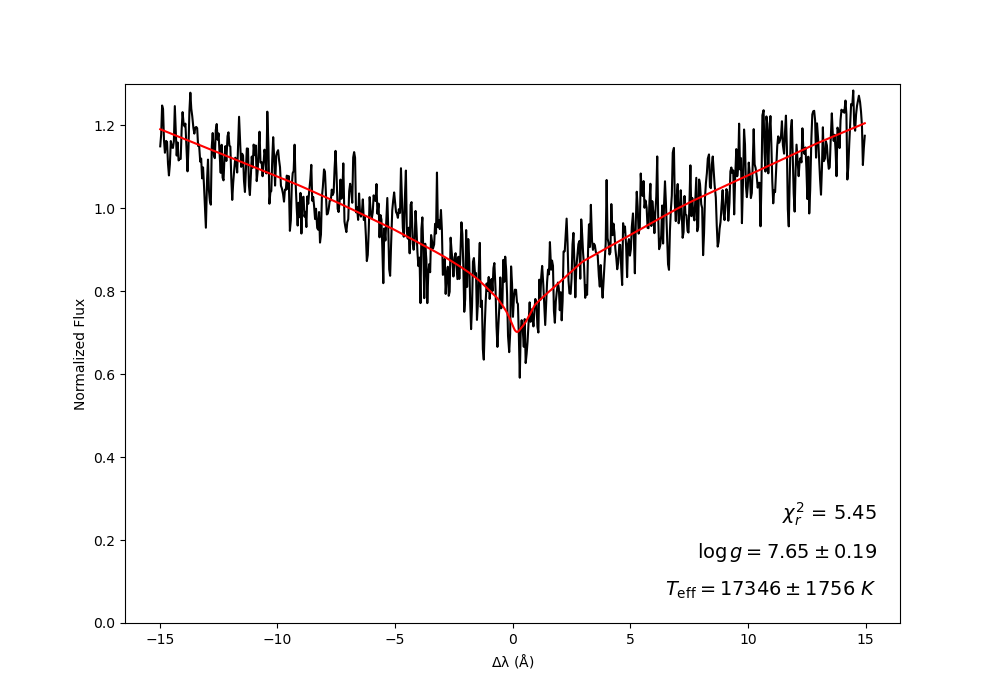 1.2
1.0
0.8
0.6
0.4
0.2
0.0
Normalized Flux
χ²ᵣ = 5.45
log g = 7.65 ± 0.19
T_eff = 17346 ± 1756 K
−15 −10 −5 0 5 10 15
Δλ (Å)